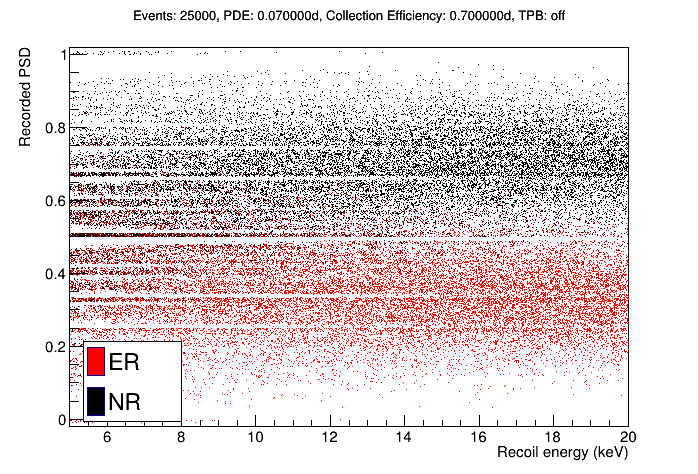 Events: 25000, PDE: 0.070000d, Collection Efficiency: 0.700000d, TPB: off
Recorded PSD
1
0.8
0.6
0.4
0.2
0
ER
NR
6 8 10 12 14 16 18 20
Recoil energy (keV)